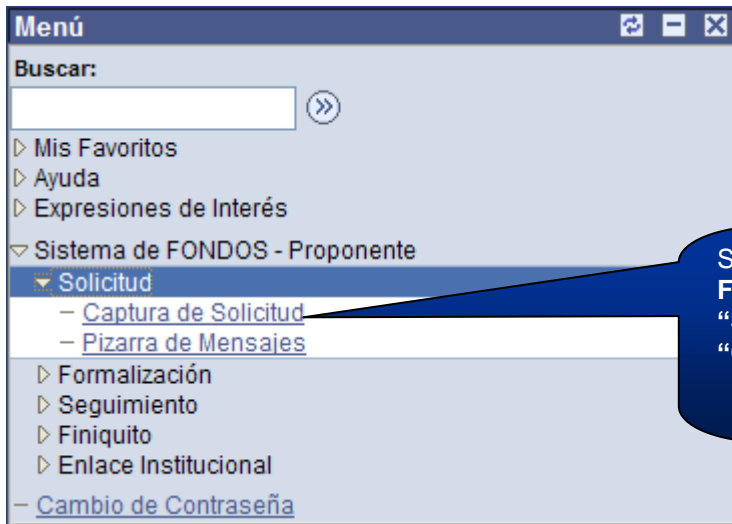 Menú
Buscar:
Mis Favoritos
Ayuda
Expresiones de Interés
Sistema de FONDOS - Proponente
Solicitud
Captura de Solicitud
Pizarra de Mensajes
Formalización
Seguimiento
Finiquito
Enlace Institucional
Cambio de Contraseña